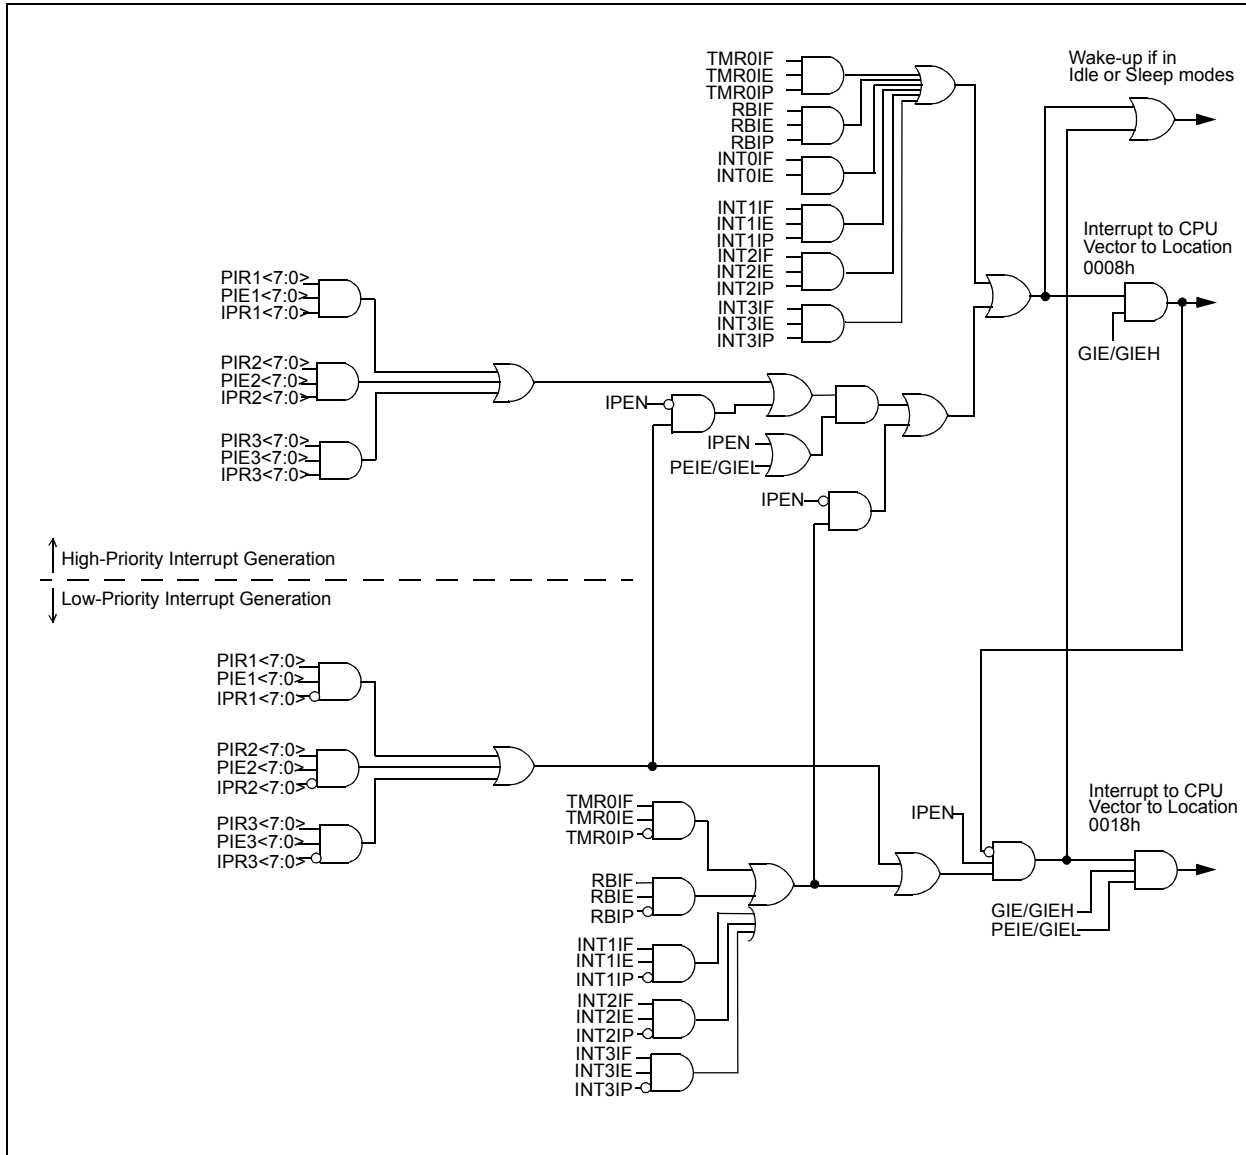 TMR0IF
TMR0IE
TMR0IP
RBIF
RBIE
RBIP
INT0IF
INT0IE
INT1IF
INT1IE
INT1IP
INT2IF
INT2IE
INT2IP
INT3IF
INT3IE
INT3IP
Wake-up if in
Idle or Sleep modes
Interrupt to CPU
Vector to Location
0008h
GIE/GIEH
PIR1<7:0>
PIE1<7:0>
IPR1<7:0>
PIR2<7:0>
PIE2<7:0>
IPR2<7:0>
PIR3<7:0>
PIE3<7:0>
IPR3<7:0>
IPEN
IPEN
PEIE/GIEL
IPEN
High-Priority Interrupt Generation
Low-Priority Interrupt Generation
PIR1<7:0>
PIE1<7:0>
IPR1<7:0>
PIR2<7:0>
PIE2<7:0>
IPR2<7:0>
PIR3<7:0>
PIE3<7:0>
IPR3<7:0>
TMR0IF
TMR0IE
TMR0IP
RBIF
RBIE
RBIP
INT1IF
INT1IE
INT1IP
INT2IF
INT2IE
INT2IP
INT3IF
INT3IE
INT3IP
IPEN
Interrupt to CPU
Vector to Location
0018h
GIE/GIEH
PEIE/GIEL